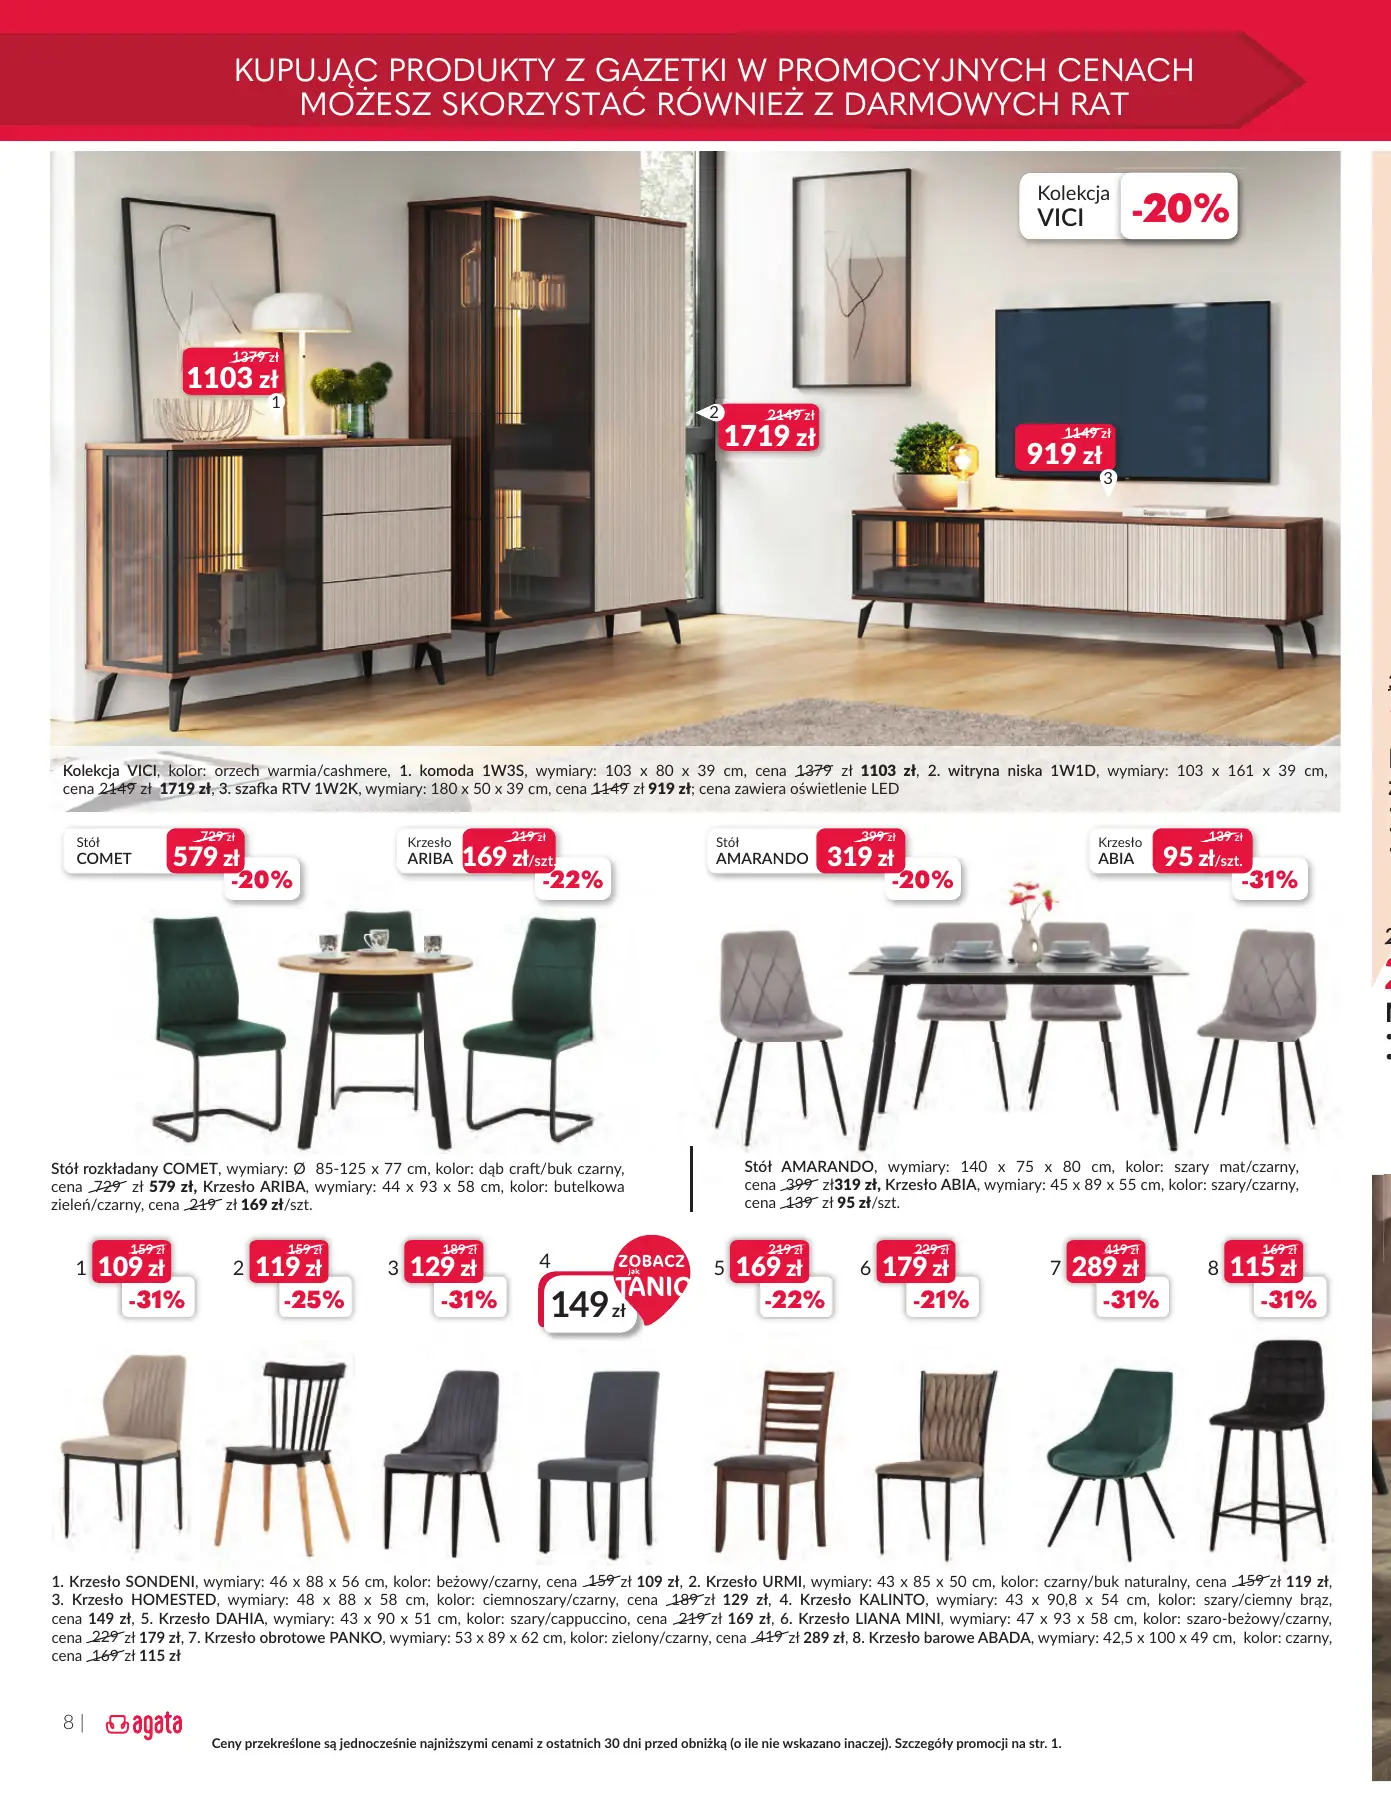 KUPUJĄC PRODUKTY Z GAZETKI W PROMOCYJNYCH CENACH
MOŻESZ SKORZYSTAĆ RÓWNIEŻ Z DARMOWYCH RAT
Kolekcja
VICI
-20%
1379 zł
1103 zł
1
2
2149 zł
1719 zł
1149 zł
919 zł
3
Kolekcja VICI, kolor: orzech warmia/cashmere, 1. komoda 1W3S, wymiary: 103 x 80 x 39 cm, cena 1379 zł 1103 zł, 2. witryna niska 1W1D, wymiary: 103 x 161 x 39 cm,
cena 2149 zł 1719 zł, 3. szafka RTV 1W2K, wymiary: 180 x 50 x 39 cm, cena 1149 zł 919 zł; cena zawiera oświetlenie LED
Stół
COMET
729 zł
579 zł
-20%
Krzesło
ARIBA
219 zł
169 zł/szt.
-22%
Stół
AMARANDO
399 zł
319 zł
-20%
Krzesło
ABIA
139 zł
95 zł/szt.
-31%
Stół rozkładany COMET, wymiary: Ø 85-125 x 77 cm, kolor: dąb craft/buk czarny,
cena 729 zł 579 zł, Krzesło ARIBA, wymiary: 44 x 93 x 58 cm, kolor: butelkowa
zieleń/czarny, cena 219 zł 169 zł/szt.
Stół AMARANDO, wymiary: 140 x 75 x 80 cm, kolor: szary mat/czarny,
cena 399 zł319 zł, Krzesło ABIA, wymiary: 45 x 89 x 55 cm, kolor: szary/czarny,
cena 139 zł 95 zł/szt.
1
159 zł
109 zł
-31%
2
159 zł
119 zł
-25%
3
189 zł
129 zł
-31%
4
149 zł
ZOBACZ
jak
TANIO
5
219 zł
169 zł
-22%
6
229 zł
179 zł
-21%
7
419 zł
289 zł
-31%
8
169 zł
115 zł
-31%
1. Krzesło SONDENI, wymiary: 46 x 88 x 56 cm, kolor: beżowy/czarny, cena 159 zł 109 zł, 2. Krzesło URMI, wymiary: 43 x 85 x 50 cm, kolor: czarny/buk naturalny, cena 159 zł 119 zł,
3. Krzesło HOMESTED, wymiary: 48 x 88 x 58 cm, kolor: ciemnoszary/czarny, cena 189 zł 129 zł, 4. Krzesło KALINTO, wymiary: 43 x 90,8 x 54 cm, kolor: szary/ciemny brąz,
cena 149 zł, 5. Krzesło DAHIA, wymiary: 43 x 90 x 51 cm, kolor: szary/cappuccino, cena 219 zł 169 zł, 6. Krzesło LIANA MINI, wymiary: 47 x 93 x 58 cm, kolor: szaro-beżowy/czarny,
cena 229 zł 179 zł, 7. Krzesło obrotowe PANKO, wymiary: 53 x 89 x 62 cm, kolor: zielony/czarny, cena 419 zł 289 zł, 8. Krzesło barowe ABADA, wymiary: 42,5 x 100 x 49 cm, kolor: czarny,
cena 169 zł 115 zł
8 |
agata
Ceny przekreślone są jednocześnie najniższymi cenami z ostatnich 30 dni przed obniżką (o ile nie wskazano inaczej). Szczegóły promocji na str. 1.